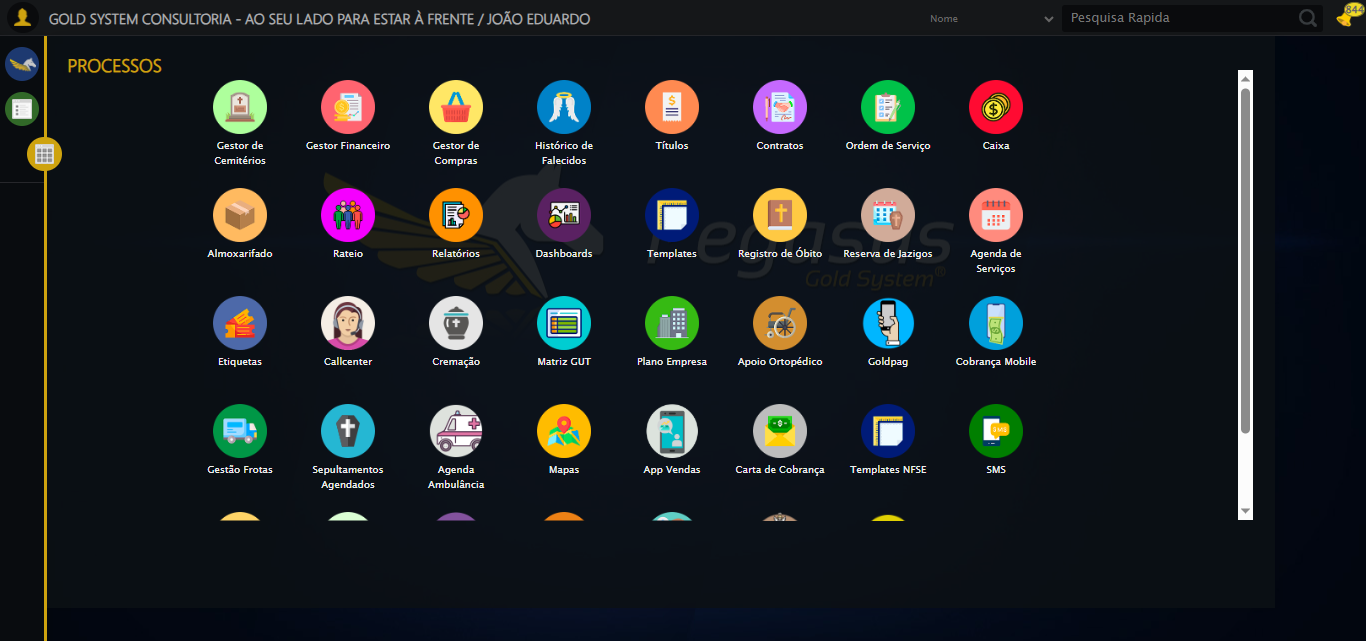 GOLD SYSTEM CONSULTORIA - AO SEU LADO PARA ESTAR À FRENTE / JOÃO EDUARDO
Nome
Pesquisa Rapida
844
PROCESSOS
Gestor de
Cemitérios
Gestor Financeiro
Gestor de
Compras
Histórico de
Falecidos
Títulos
Contratos
Ordem de Serviço
Caixa
Almoxarifado
Rateio
Relatórios
Dashboards
Templates
Registro de Óbito
Reserva de Jazigos
Agenda de
Serviços
Pegasus
Gold System®
Etiquetas
Callcenter
Cremação
Matriz GUT
Plano Empresa
Apoio Ortopédico
Goldpag
Cobrança Mobile
Gestão Frotas
Sepultamentos
Agendados
Agenda
Ambulância
Mapas
App Vendas
Carta de Cobrança
Templates NFSE
SMS
SMS